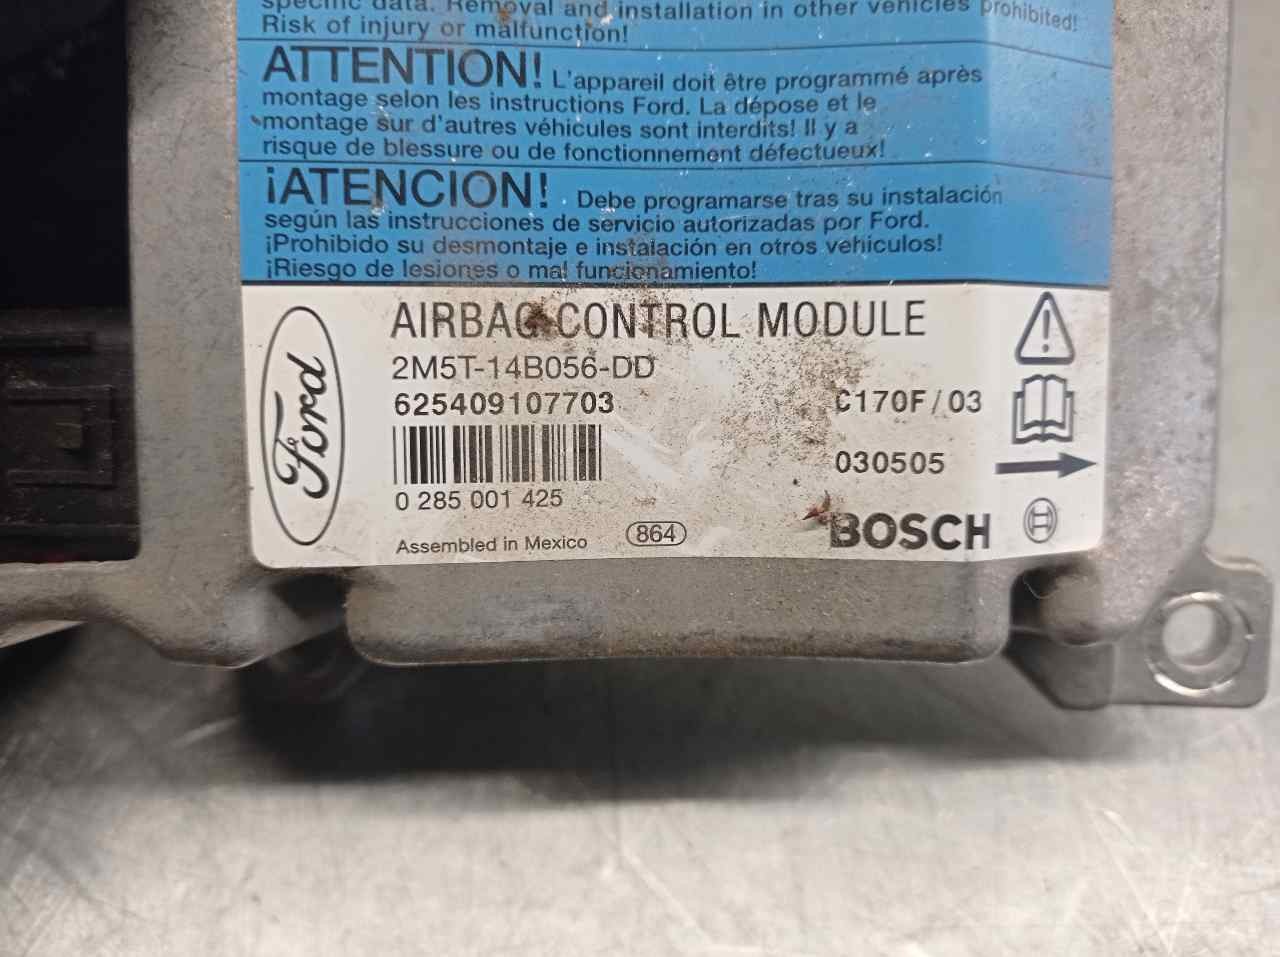 specific data. Removal and installation in other vehicles prohibited!
Risk of injury or malfunction!
ATTENTION! L'appareil doit être programmé après
montage selon les instructions Ford. La dépose et le
montage sur d'autres véhicules sont interdits! Il y a
risque de blessure ou de fonctionnement défectueux!
¡ATENCION! Debe programarse tras su instalación
según las instrucciones de servicio autorizadas por Ford.
¡Prohibido su desmontaje e instalación en otros vehiculos!
¡Riesgo de lesiones o mal funcionamiento!
Ford
AIRBAG CONTROL MODULE
2M5T-14B056-DD
625409107703
C170F/03
030505
0 285 001 425
Assembled in Mexico
864
BOSCH